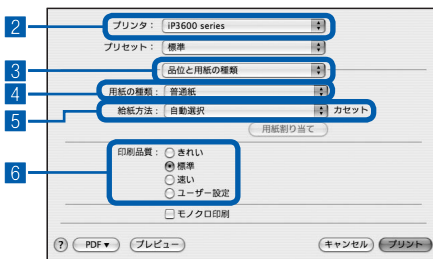 2 プリンタ： iP3600 series
プリセット： 標準
3 品位と用紙の種類
4 用紙の種類： 普通紙
5 給紙方法： 自動選択 カセット
用紙割り当て
6 印刷品質： きれい
標準
速い
ユーザー設定
モノクロ印刷
? PDF▼ プレビュー キャンセル プリント